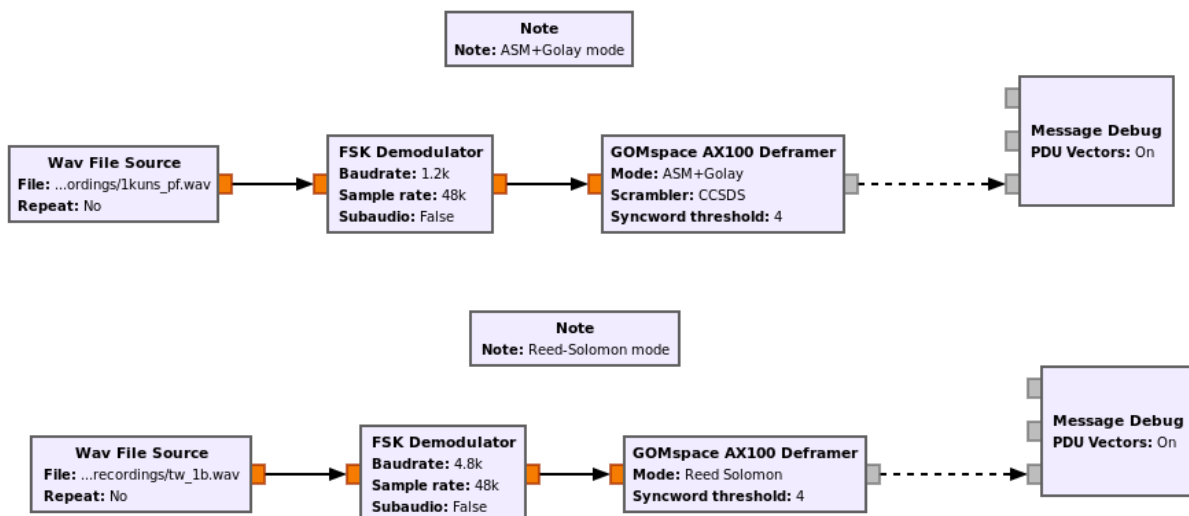 Note
Note: ASM+Golay mode
Wav File Source
File: ...ordings/1kuns_pf.wav
Repeat: No
FSK Demodulator
Baudrate: 1.2k
Sample rate: 48k
Subaudio: False
GOMspace AX100 Deframer
Mode: ASM+Golay
Scrambler: CCSDS
Syncword threshold: 4
Message Debug
PDU Vectors: On
Note
Note: Reed-Solomon mode
Wav File Source
File: ...recordings/tw_1b.wav
Repeat: No
FSK Demodulator
Baudrate: 4.8k
Sample rate: 48k
Subaudio: False
GOMspace AX100 Deframer
Mode: Reed Solomon
Syncword threshold: 4
Message Debug
PDU Vectors: On